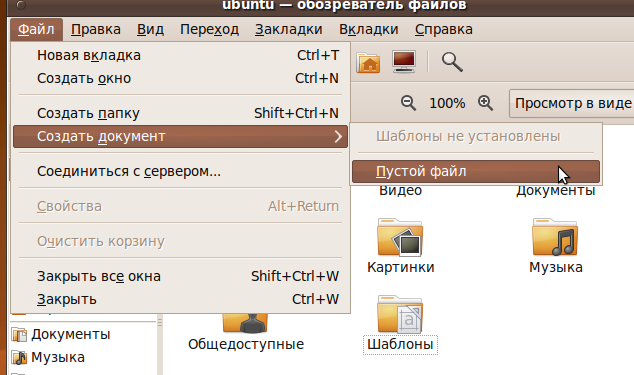 ubuntu — обозреватель файлов
Файл Правка Вид Переход Закладки Вкладки Справка
Новая вкладка Ctrl+T
Создать окно Ctrl+N
Создать папку Shift+Ctrl+N
Создать документ
Соединиться с сервером...
Свойства Alt+Return
Очистить корзину
Закрыть все окна Shift+Ctrl+W
Закрыть Ctrl+W
100% Просмотр в виде
Шаблоны не установлены
Пустой файл
Видео Документы
Картинки Музыка
Общедоступные Шаблоны
Документы
Музыка